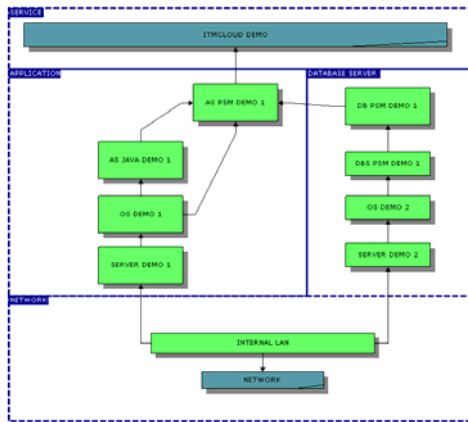 SERVICE
ITMCLOUD DEMO
APPLICATION
DATABASE SERVER
AS PSM DEMO 1
DB PSM DEMO 1
AS JAVA DEMO 1
DBS PSM DEMO 1
OS DEMO 1
OS DEMO 2
SERVER DEMO 1
SERVER DEMO 2
NETWORK
INTERNAL LAN
NETWORK